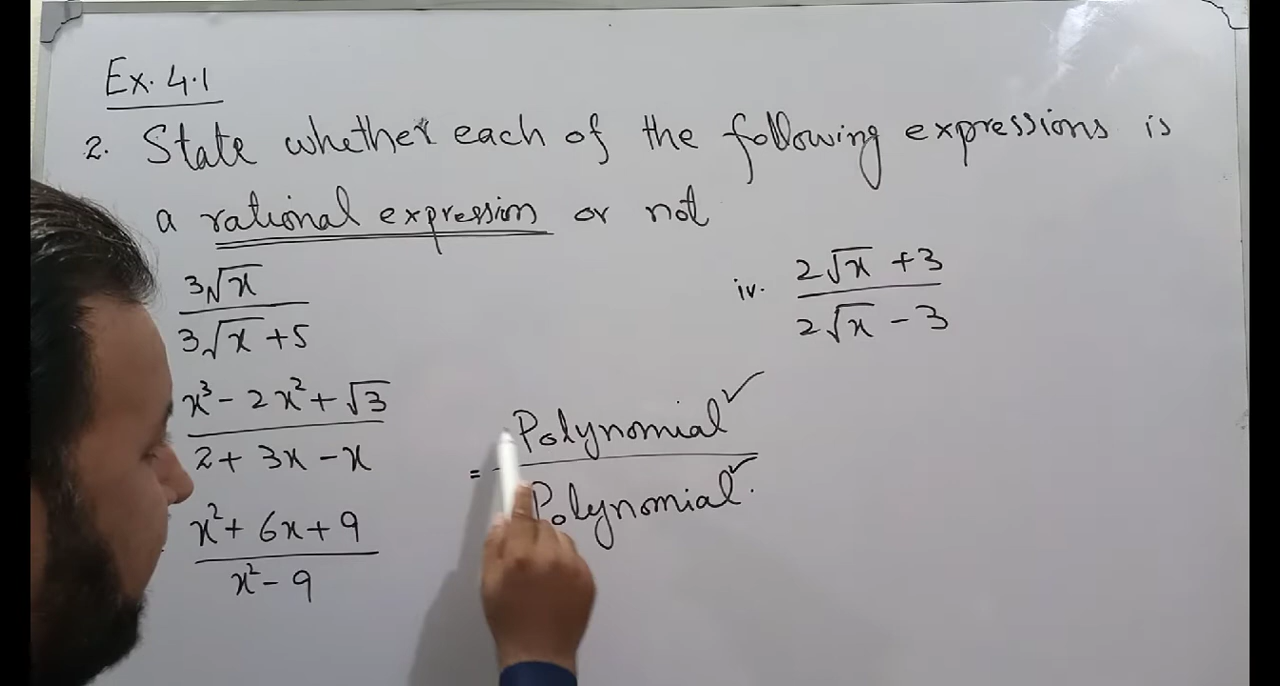 Ex. 4.1
2. State whether each of the following expressions is
a rational expression or not
3√x
3√x + 5
x³ - 2x² + √3
2 + 3x - x
x² + 6x + 9
x² - 9
iv. 2√x + 3
2√x - 3
= Polynomial ✓
Polynomial ✓.